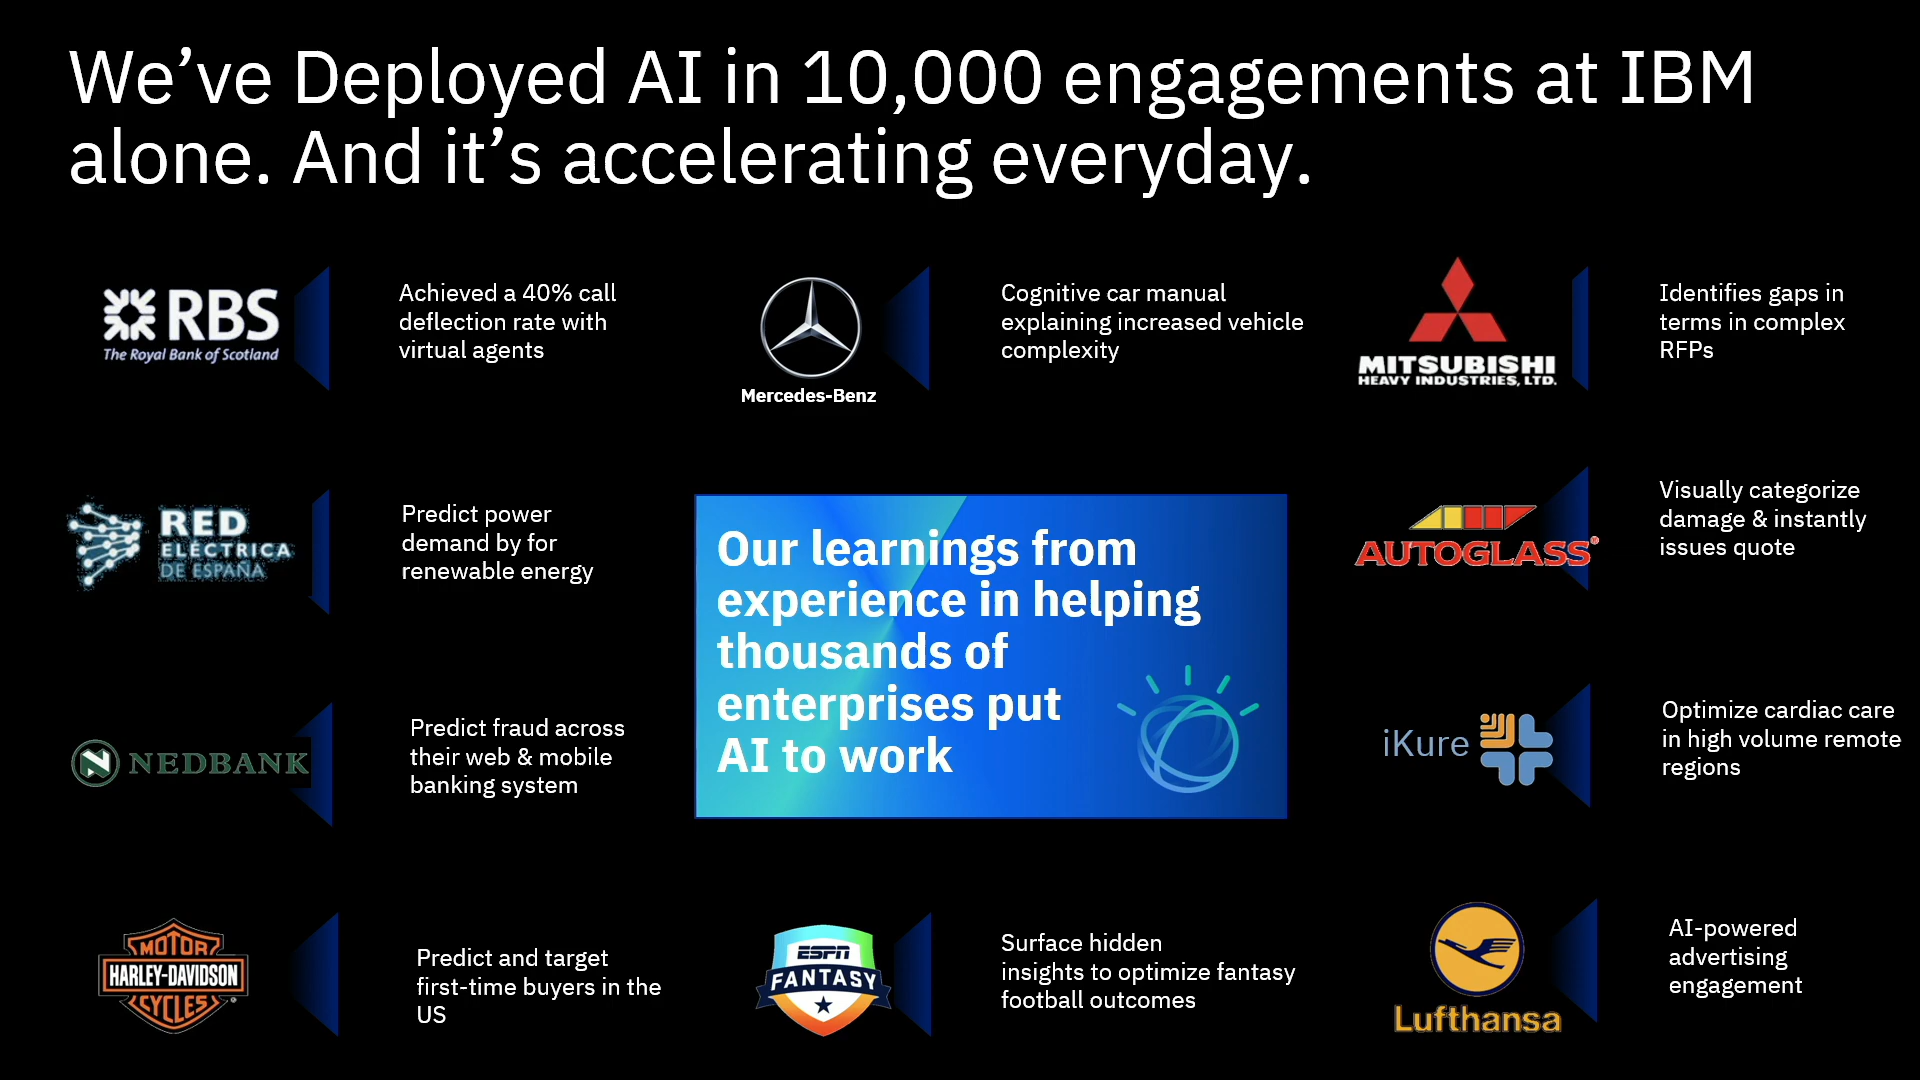 We’ve Deployed AI in 10,000 engagements at IBM
alone. And it’s accelerating everyday.
RBS
The Royal Bank of Scotland
Achieved a 40% call
deflection rate with
virtual agents
Mercedes-Benz
Cognitive car manual
explaining increased vehicle
complexity
MITSUBISHI
HEAVY INDUSTRIES, LTD.
Identifies gaps in
terms in complex
RFPs
RED
ELÉCTRICA
DE ESPAÑA
Predict power
demand by for
renewable energy
Our learnings from
experience in helping
thousands of
enterprises put
AI to work
AUTOGLASS®
Visually categorize
damage & instantly
issues quote
NEDBANK
Predict fraud across
their web & mobile
banking system
iKure
Optimize cardiac care
in high volume remote
regions
MOTOR
HARLEY-DAVIDSON
CYCLES
Predict and target
first-time buyers in the
US
ESPN
FANTASY
Surface hidden
insights to optimize fantasy
football outcomes
Lufthansa
AI-powered
advertising
engagement